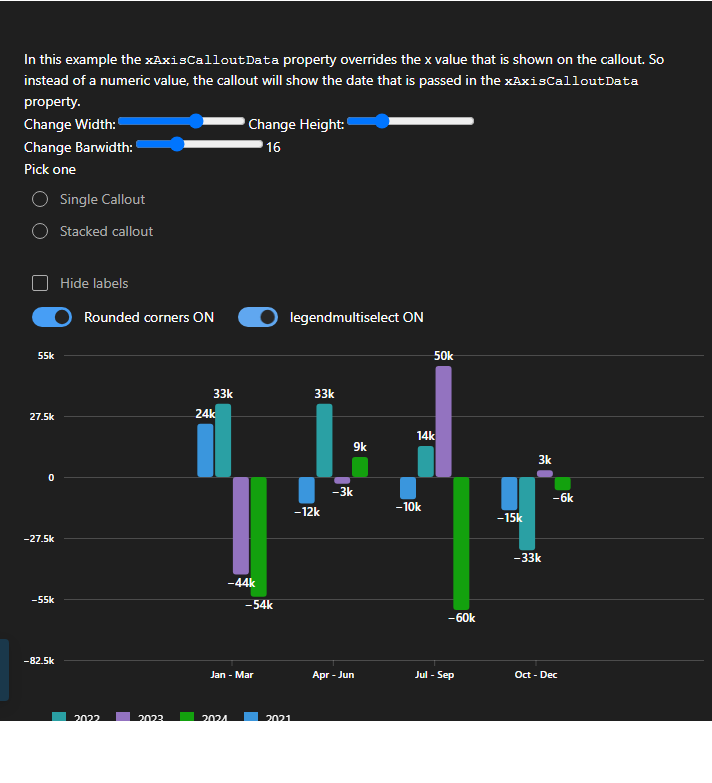 In this example the xAxisCalloutData property overrides the x value that is shown on the callout. So
instead of a numeric value, the callout will show the date that is passed in the xAxisCalloutData
property.
Change Width: Change Height:
Change Barwidth: 16
Pick one
Single Callout
Stacked callout
Hide labels
Rounded corners ON legendmultiselect ON
55k
27.5k
0
−27.5k
−55k
−82.5k
24k
33k
−44k
−54k
−12k
33k
−3k
9k
−10k
14k
50k
−60k
−15k
−33k
3k
−6k
Jan - Mar Apr - Jun Jul - Sep Oct - Dec
2022 2023 2024 2021